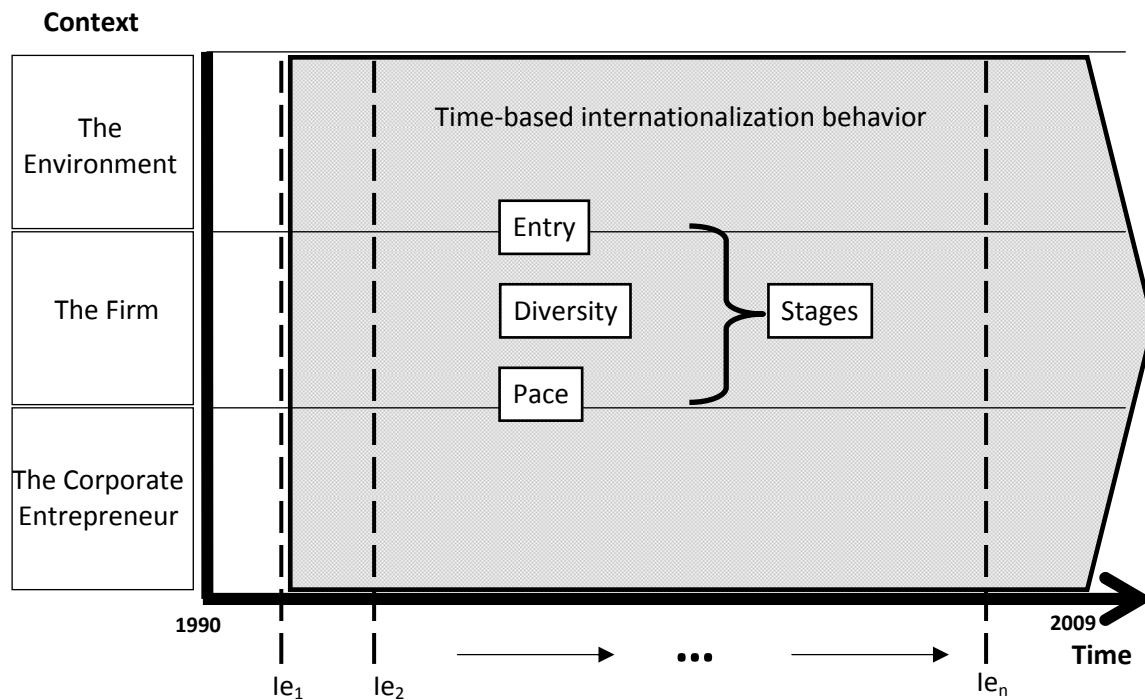 Context
The
Environment
Time-based internationalization behavior
Entry
The Firm
Diversity
Stages
Pace
The Corporate
Entrepreneur
1990
2009
Time
...
Ie₁
Ie₂
Ieₙ